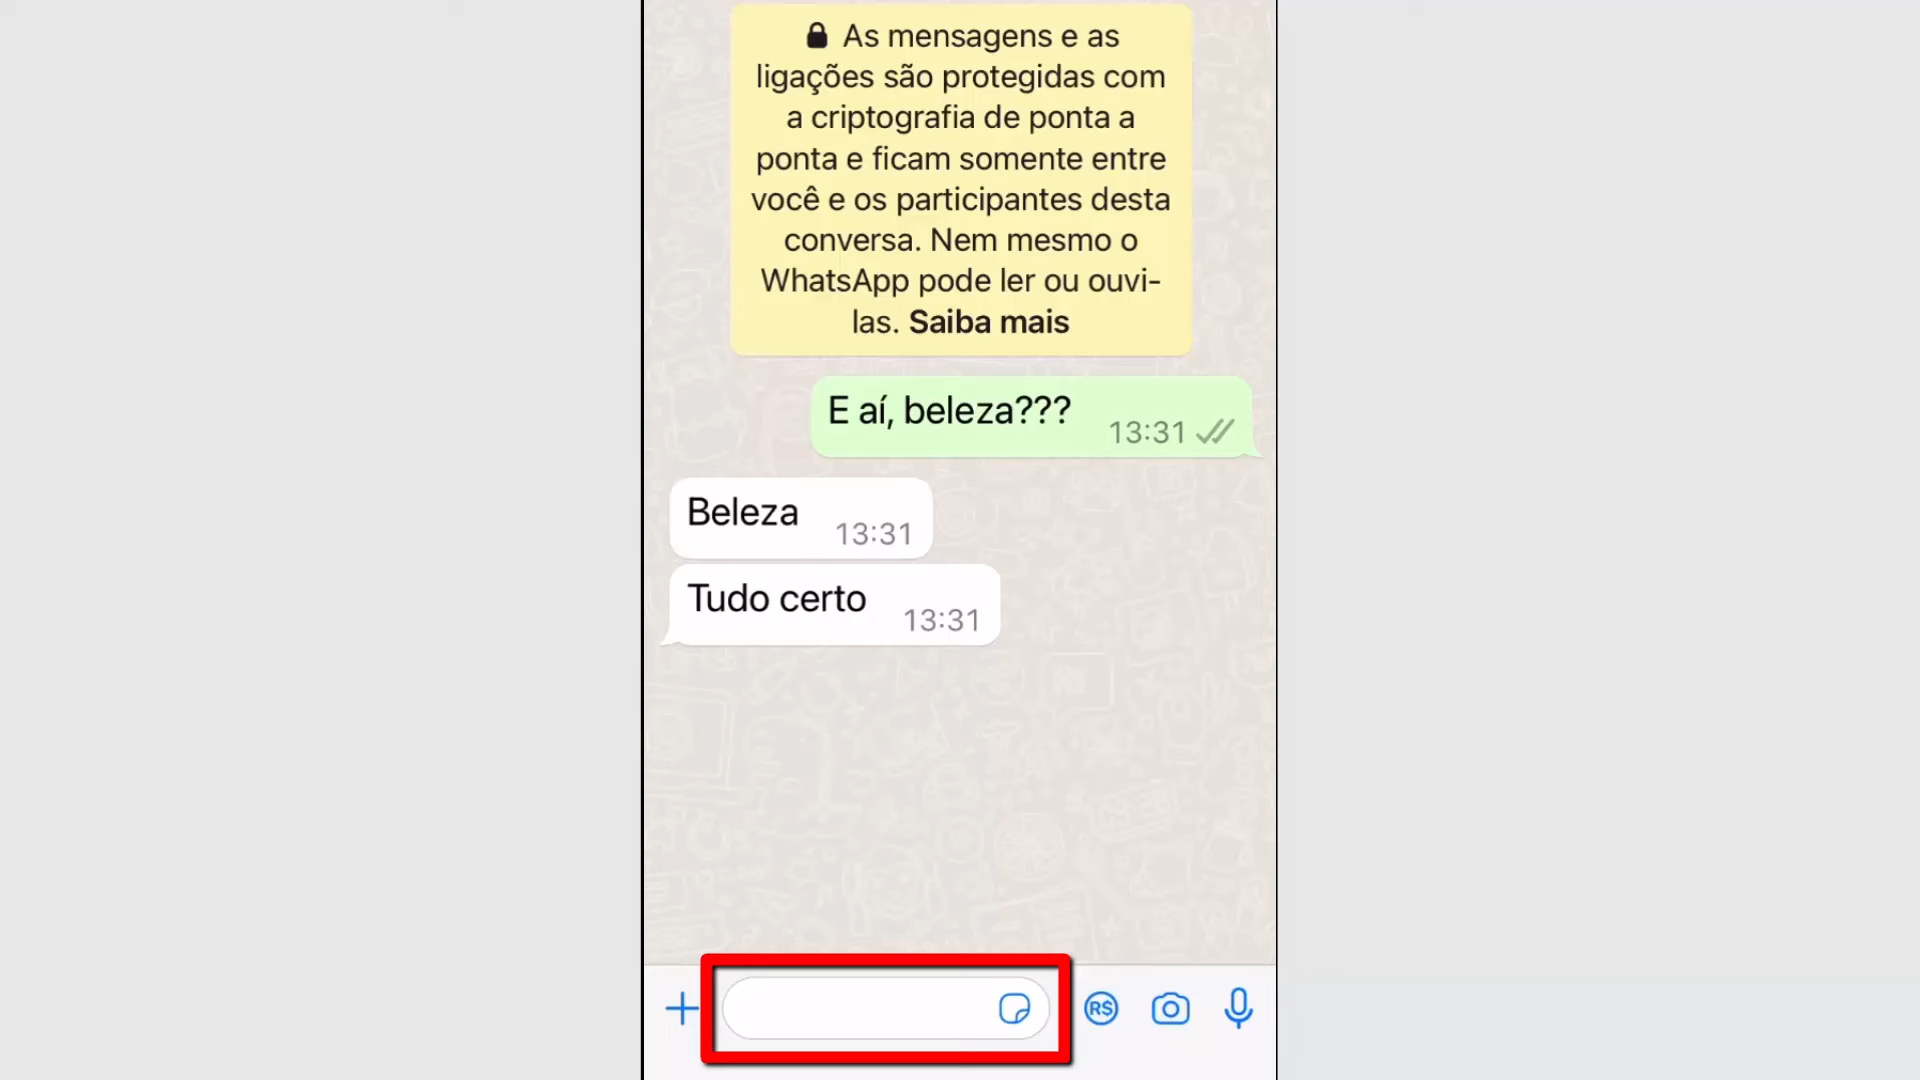 As mensagens e as
ligações são protegidas com
a criptografia de ponta a
ponta e ficam somente entre
você e os participantes desta
conversa. Nem mesmo o
WhatsApp pode ler ou ouvi-
las. Saiba mais
E aí, beleza???
13:31
Beleza
13:31
Tudo certo
13:31
R$